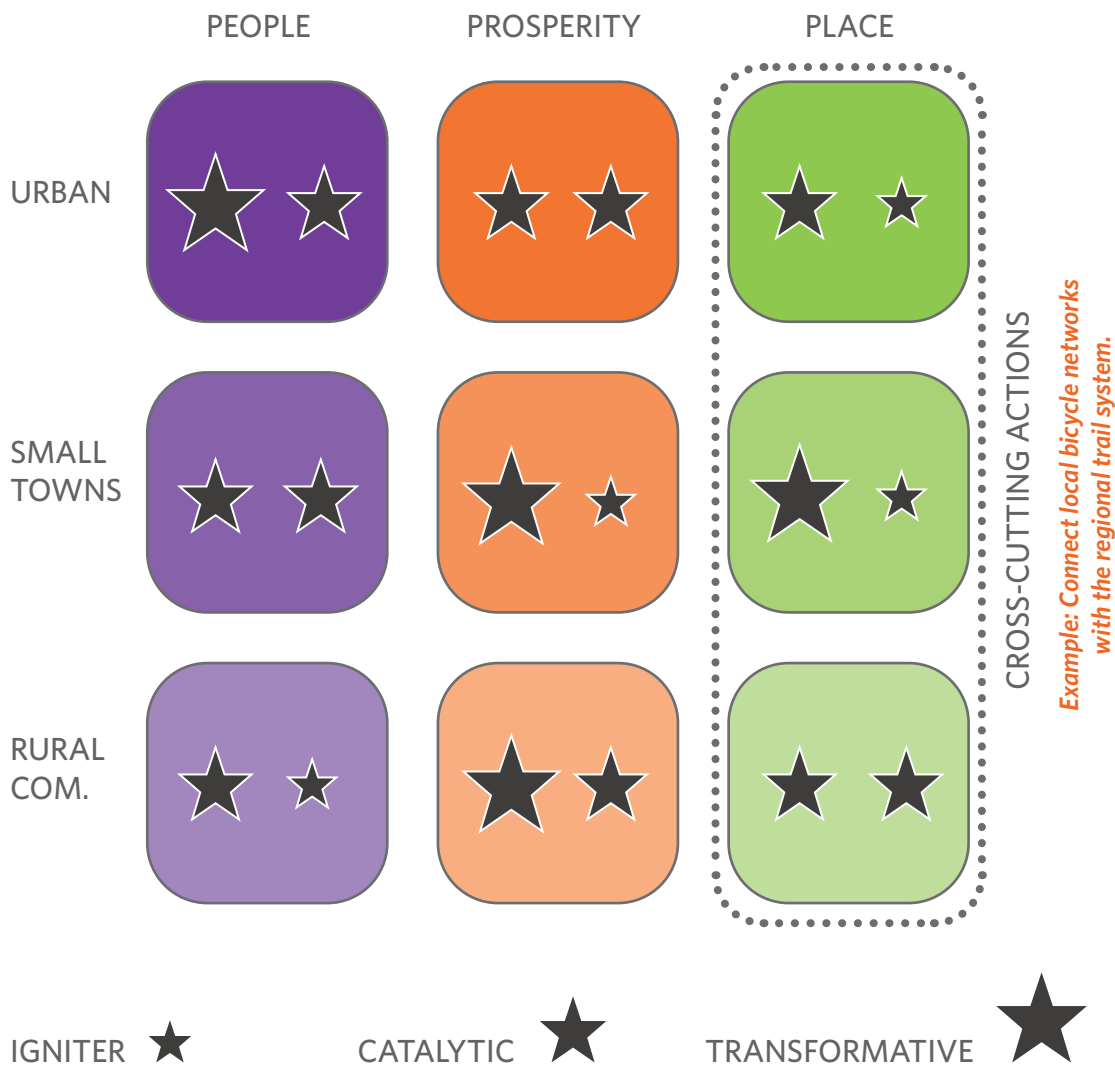 PEOPLE
PROSPERITY
PLACE
URBAN
SMALL
TOWNS
RURAL
COM.
CROSS-CUTTING ACTIONS
Example: Connect local bicycle networks
with the regional trail system.
IGNITER
CATALYTIC
TRANSFORMATIVE